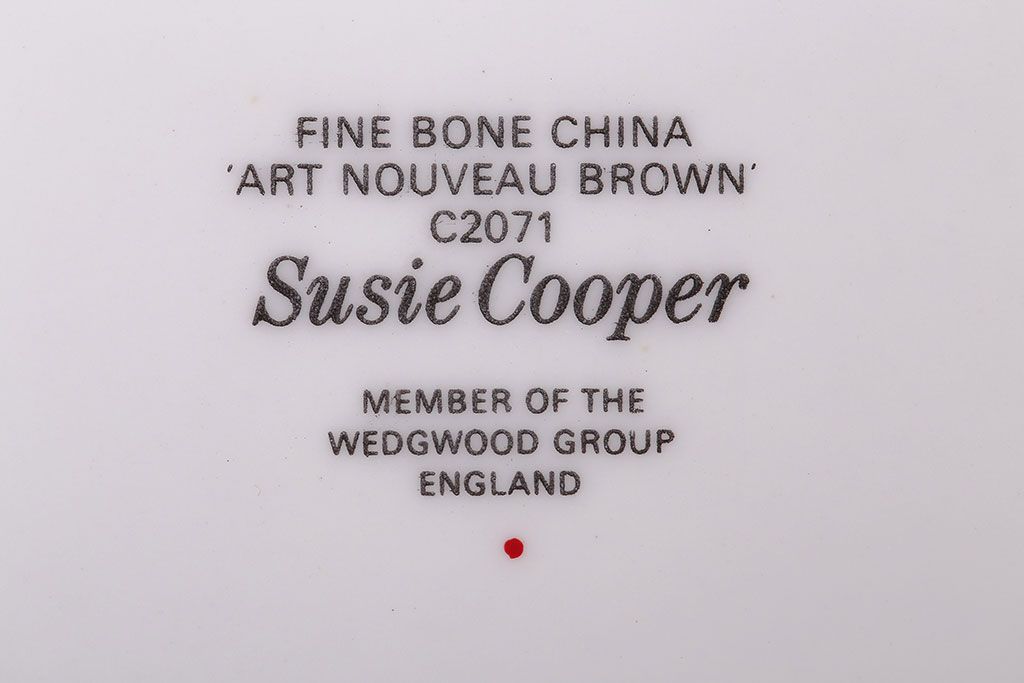 FINE BONE CHINA
'ART NOUVEAU BROWN'
C2071
Susie Cooper
MEMBER OF THE
WEDGWOOD GROUP
ENGLAND